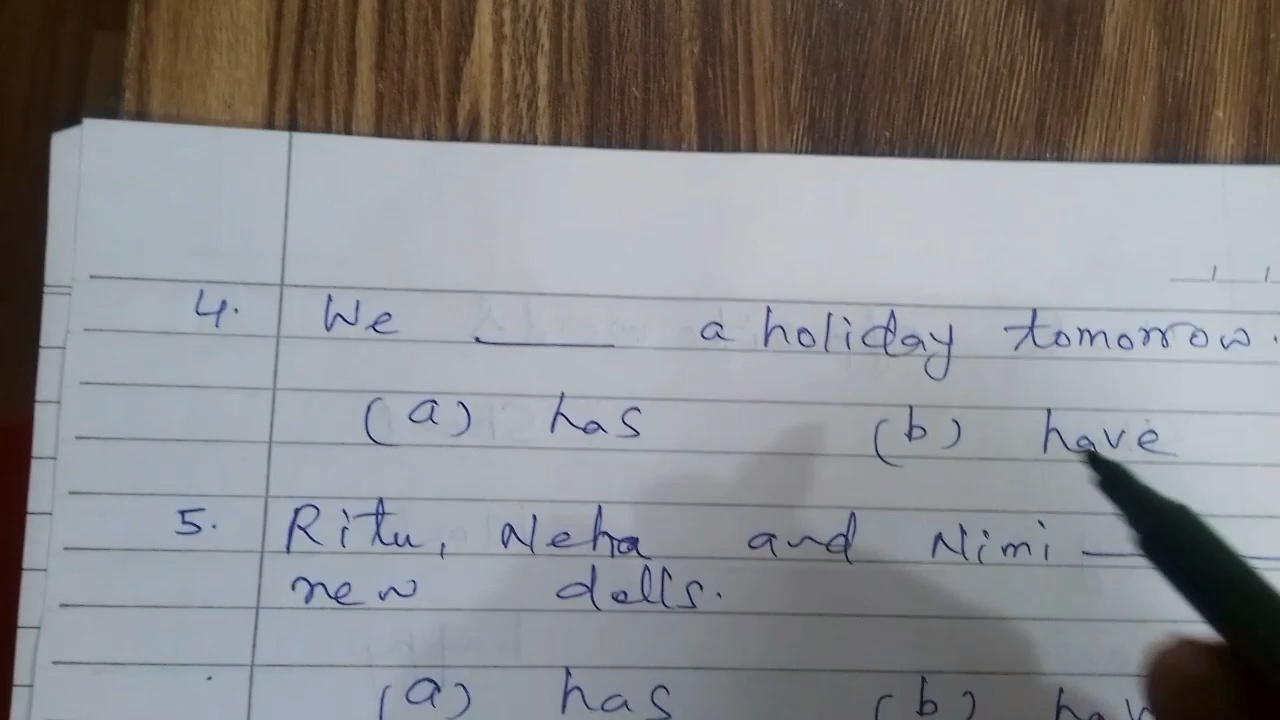 4. We ____ a holiday tomorrow.
(a) has (b) have
5. Ritu, Neha and Nimi ____
new dolls.
(a) has (b)